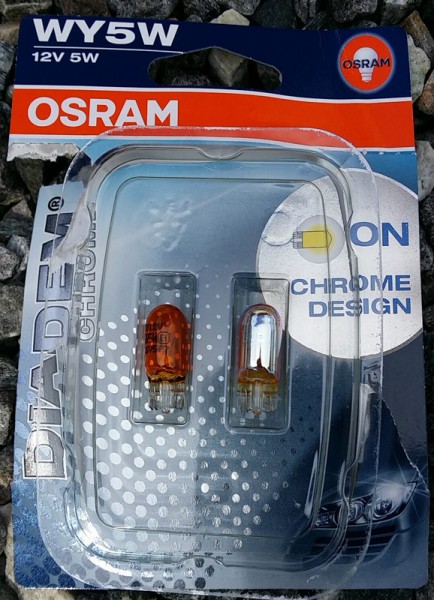 WY5W
12V 5W
OSRAM
OSRAM
DIADEM®
CHROME
ON
CHROME
DESIGN